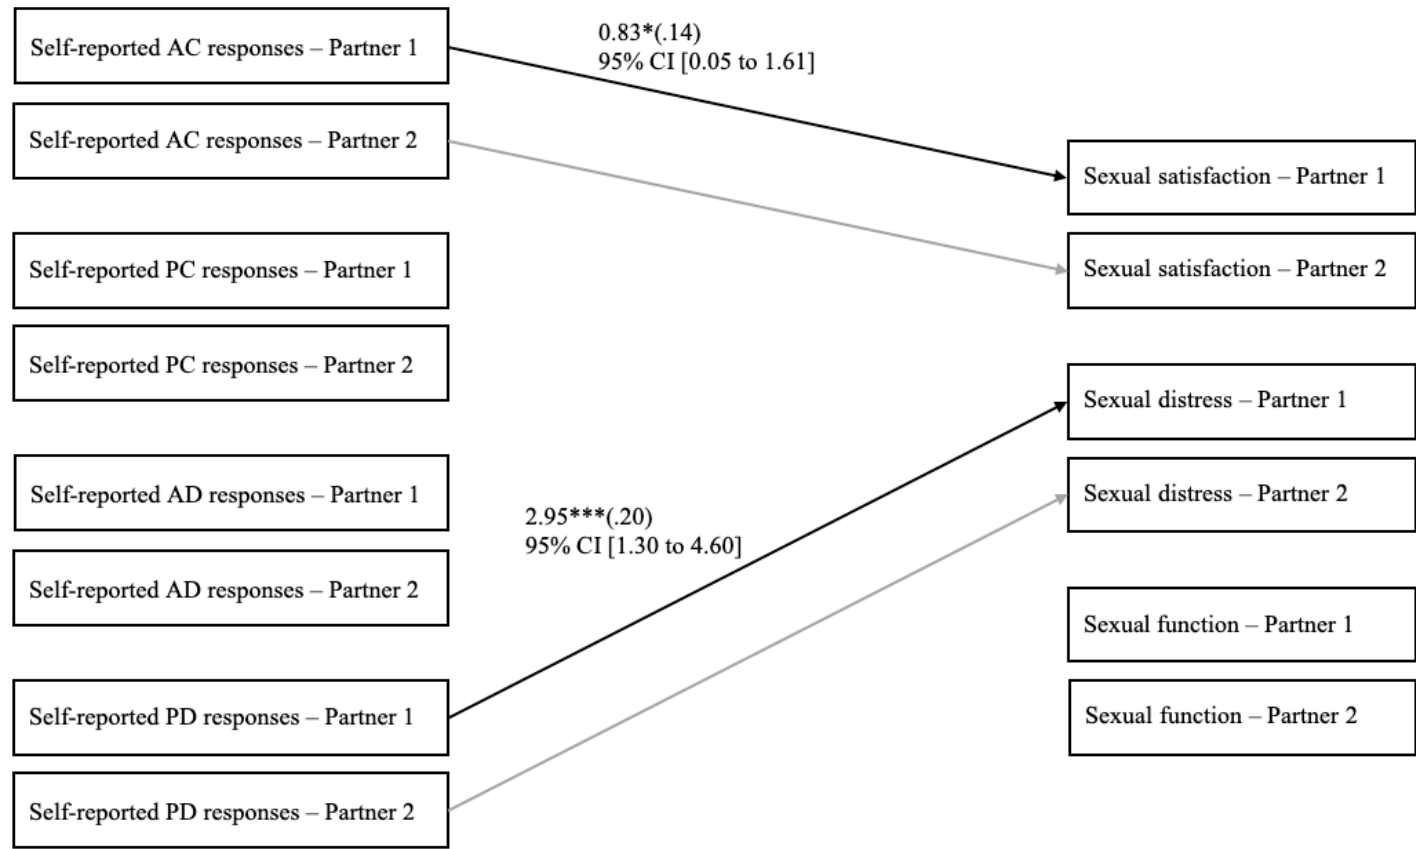 Self-reported AC responses – Partner 1
0.83*(.14)
95% CI [0.05 to 1.61]
Self-reported AC responses – Partner 2
Sexual satisfaction – Partner 1
Self-reported PC responses – Partner 1
Sexual satisfaction – Partner 2
Self-reported PC responses – Partner 2
Sexual distress – Partner 1
Self-reported AD responses – Partner 1
Sexual distress – Partner 2
2.95***(.20)
95% CI [1.30 to 4.60]
Self-reported AD responses – Partner 2
Sexual function – Partner 1
Self-reported PD responses – Partner 1
Sexual function – Partner 2
Self-reported PD responses – Partner 2